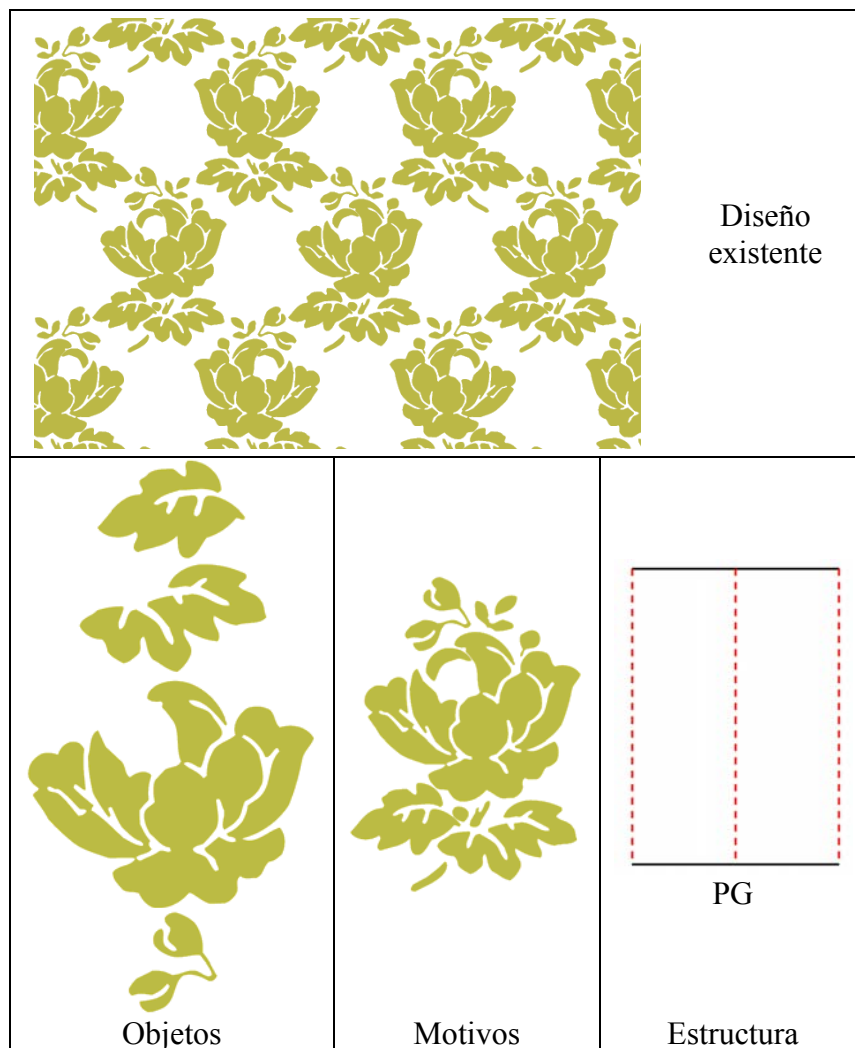 Diseño
existente
PG
Objetos
Motivos
Estructura